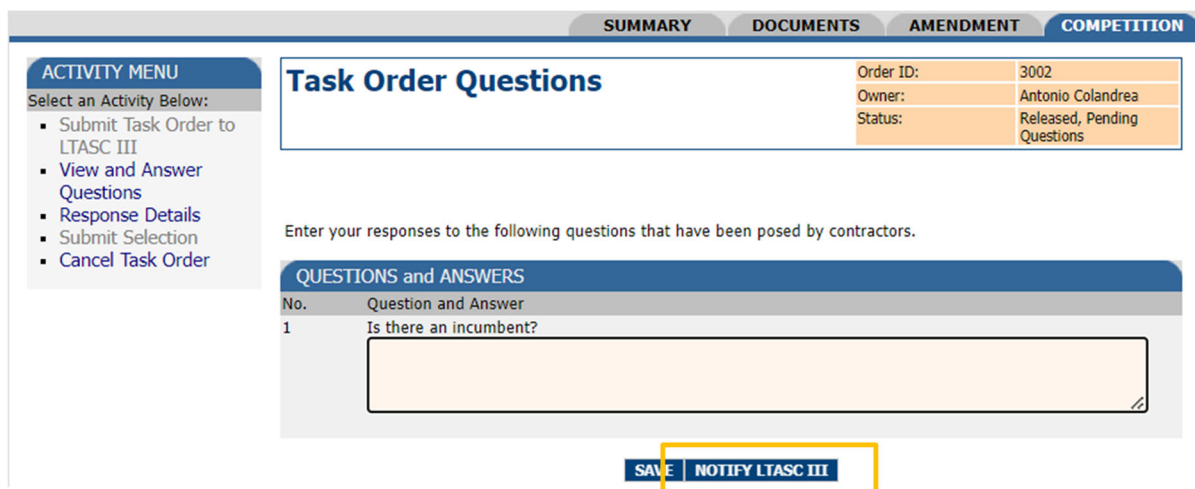 SUMMARY DOCUMENTS AMENDMENT COMPETITION
ACTIVITY MENU
Select an Activity Below:
Submit Task Order to
LTASC III
View and Answer
Questions
Response Details
Submit Selection
Cancel Task Order
Task Order Questions
Order ID: 3002
Owner: Antonio Colandrea
Status: Released, Pending
Questions
Enter your responses to the following questions that have been posed by contractors.
QUESTIONS and ANSWERS
No. Question and Answer
1 Is there an incumbent?
SAVE NOTIFY LTASC III